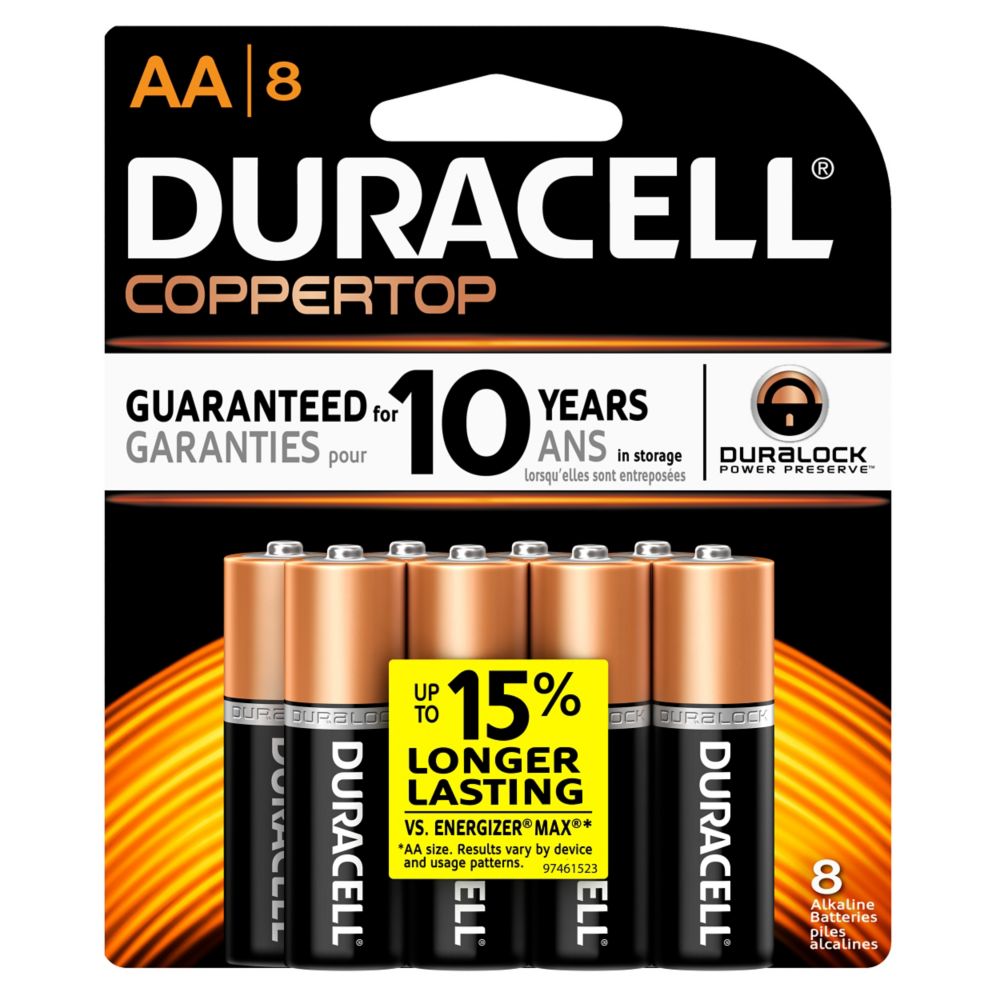 AA | 8
DURACELL®
COPPERTOP
GUARANTEED for 10 YEARS
GARANTIES pour ANS in storage
lorsqu'elles sont entreposées
DURALOCK
POWER PRESERVE™
DURALOCK
DURALOCK
DURACELL®
DURACELL
DURACELL®
UP TO 15%
LONGER
LASTING
VS. ENERGIZER® MAX®*
*AA size. Results vary by device
and usage patterns. 97461523
8
Alkaline
Batteries
piles
alcalines